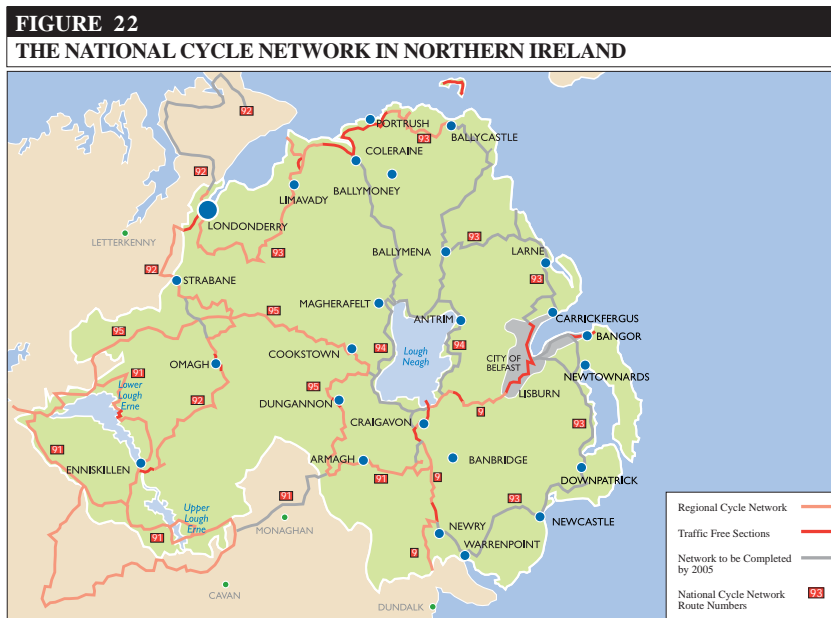 FIGURE 22
THE NATIONAL CYCLE NETWORK IN NORTHERN IRELAND
92
PORTRUSH
93
BALLYCASTLE
COLERAINE
92
BALLYMONEY
LIMAVADY
LONDONDERRY
LETTERKENNY
93
93
BALLYMENA
LARNE
92
STRABANE
93
MAGHERAFELT
95
ANTRIM
CARRICKFERGUS
95
BANGOR
COOKSTOWN
94
Lough
Neagh
94
CITY OF
BELFAST
OMAGH
91
NEWTOWNARDS
Lower
Lough
Erne
95
LISBURN
92
DUNGANNON
9
CRAIGAVON
93
91
ARMAGH
BANBRIDGE
ENNISKILLEN
91
9
DOWNPATRICK
91
93
Upper
Lough
Erne
MONAGHAN
NEWCASTLE
NEWRY
91
9
WARRENPOINT
CAVAN
DUNDALK
Regional Cycle Network
Traffic Free Sections
Network to be Completed
by 2005
National Cycle Network
Route Numbers
93